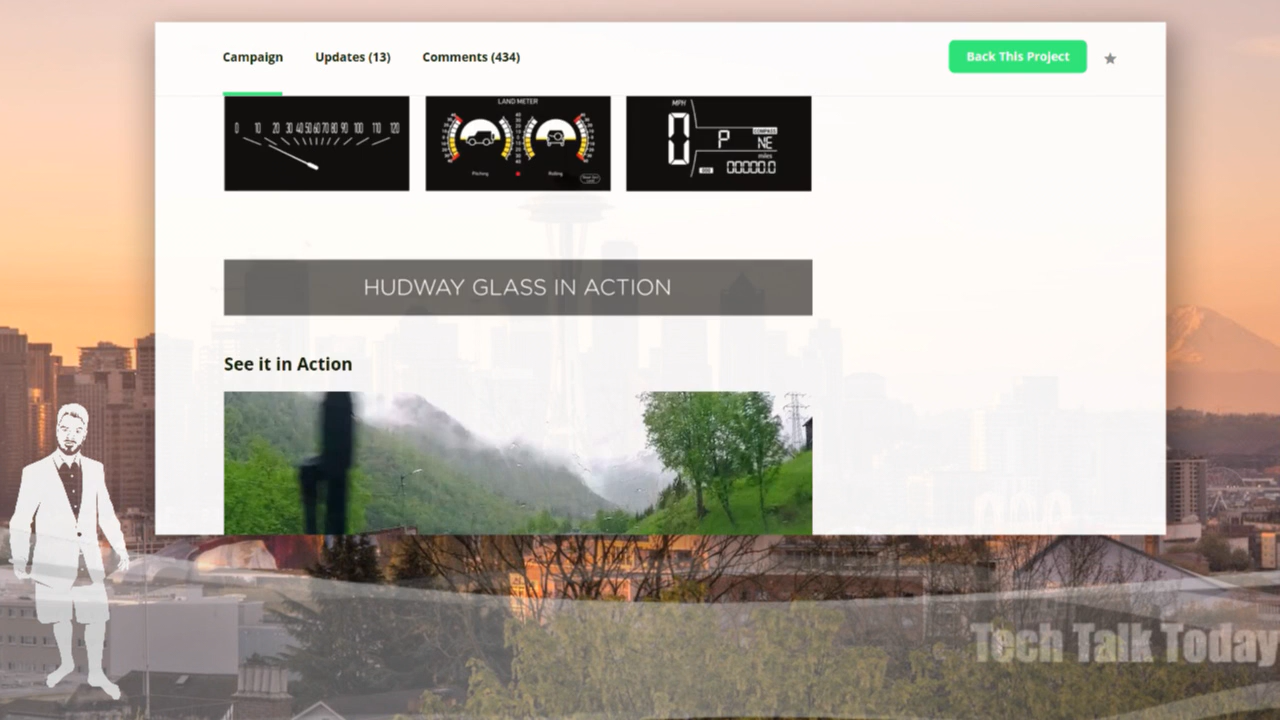 Campaign Updates (13) Comments (434) Back This Project
0 10 20 30 40 50 60 70 80 90 100 110 120
LAND METER
Pitching Rolling
MPH
0 P COMPASS NE
miles
00000.0
HUDWAY GLASS IN ACTION
See it in Action
Tech Talk Today